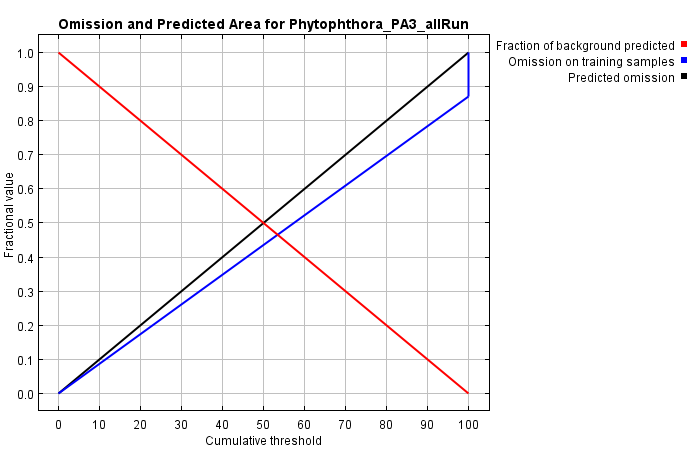 Omission and Predicted Area for Phytophthora_PA3_allRun
Fraction of background predicted
Omission on training samples
Predicted omission
Fractional value
1.0
0.9
0.8
0.7
0.6
0.5
0.4
0.3
0.2
0.1
0.0
0 10 20 30 40 50 60 70 80 90 100
Cumulative threshold